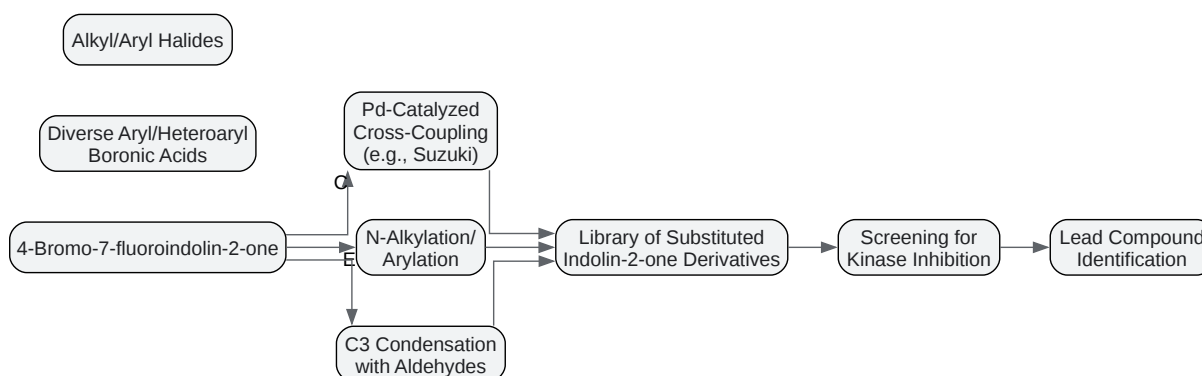 Alkyl/Aryl Halides
Diverse Aryl/Heteroaryl
Boronic Acids
Pd-Catalyzed
Cross-Coupling
(e.g., Suzuki)
C
4-Bromo-7-fluoroindolin-2-one
E
N-Alkylation/
Arylation
C3 Condensation
with Aldehydes
Library of Substituted
Indolin-2-one Derivatives
Screening for
Kinase Inhibition
Lead Compound
Identification